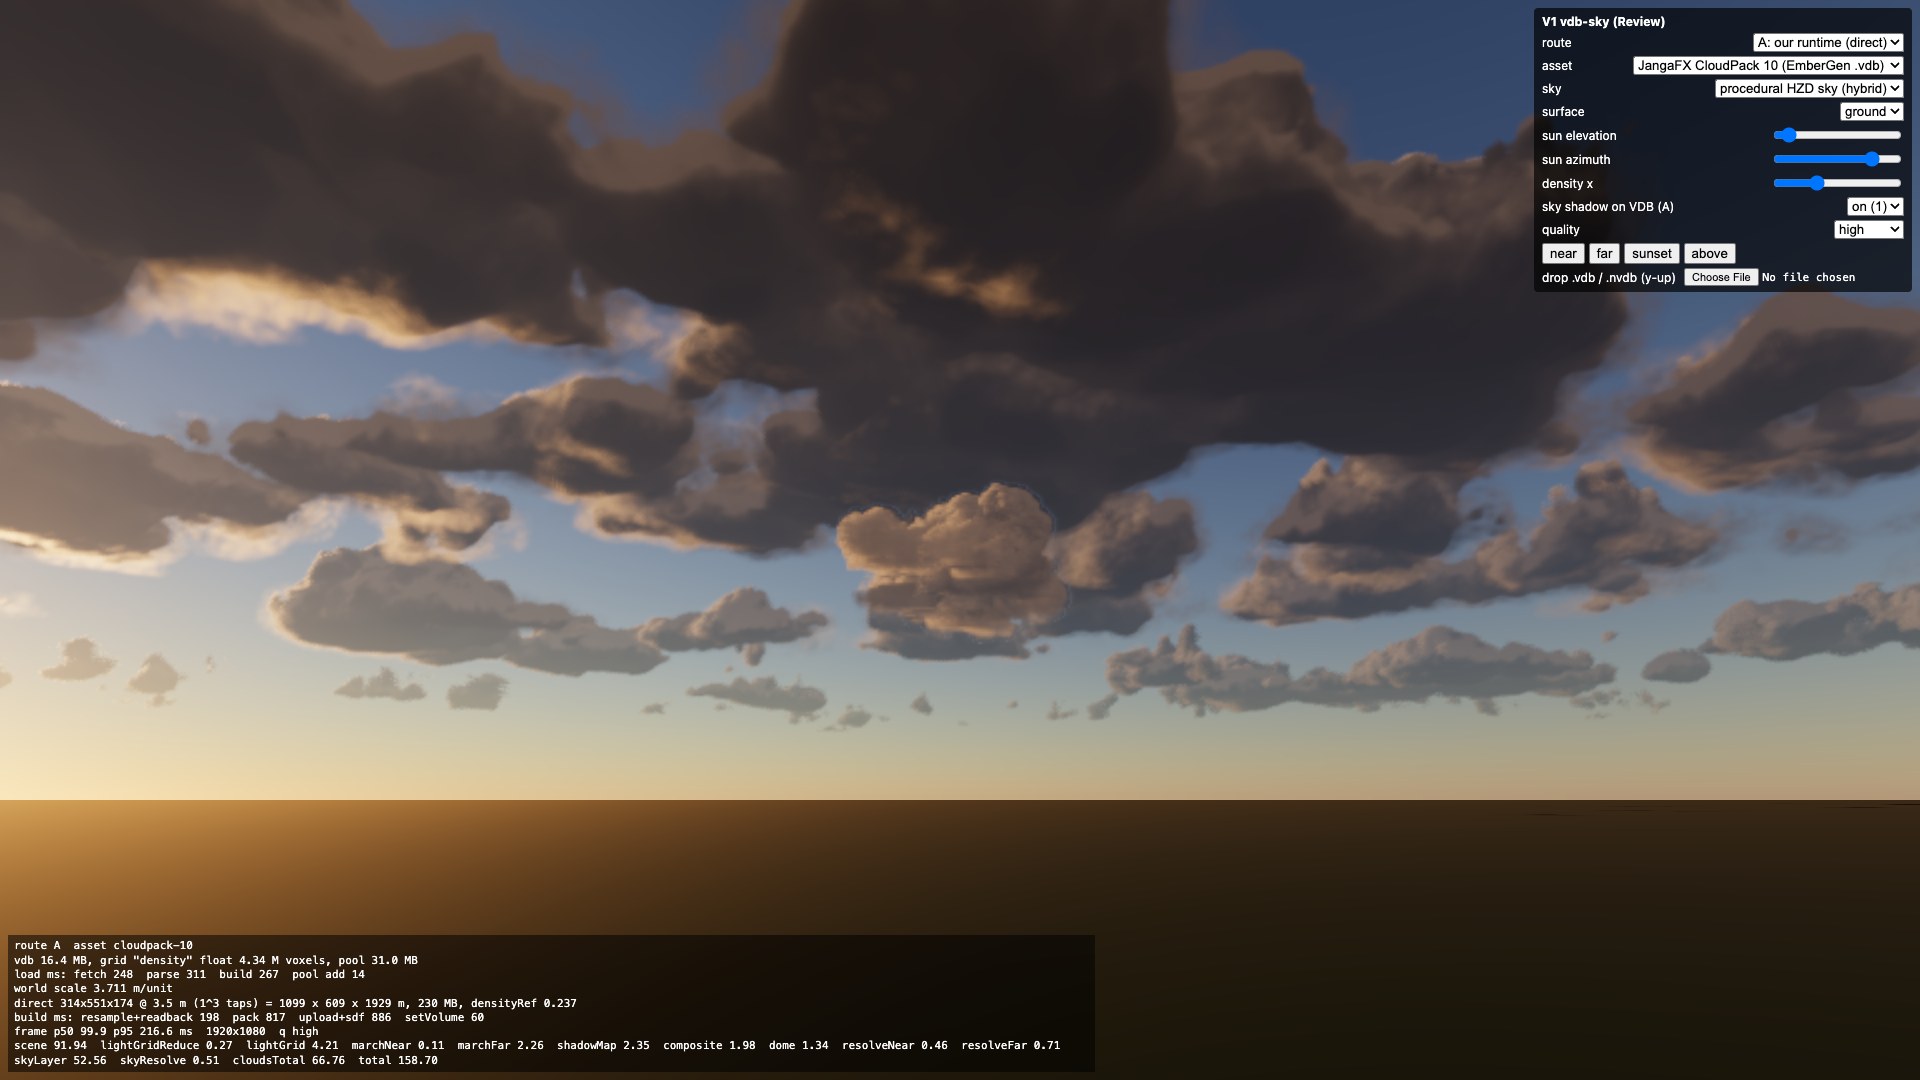 V1 vdb-sky (Review)
route A: our runtime (direct)
asset JangaFX CloudPack 10 (EmberGen .vdb)
sky procedural HZD sky (hybrid)
surface ground
sun elevation
sun azimuth
density x
sky shadow on VDB (A) on (1)
quality high
near far sunset above
drop .vdb / .nvdb (y-up) Choose File No file chosen
route A asset cloudpack-10
vdb 16.4 MB, grid "density" float 4.34 M voxels, pool 31.0 MB
load ms: fetch 248 parse 311 build 267 pool add 14
world scale 3.711 m/unit
direct 314x551x174 @ 3.5 m (1^3 taps) = 1099 x 609 x 1929 m, 230 MB, densityRef 0.237
build ms: resample+readback 198 pack 817 upload+sdf 886 setVolume 60
frame p50 99.9 p95 216.6 ms 1920x1080 q high
scene 91.94 lightGridReduce 0.27 lightGrid 4.21 marchNear 0.11 marchFar 2.26 shadowMap 2.35 composite 1.98 dome 1.34 resolveNear 0.46 resolveFar 0.71
skyLayer 52.56 skyResolve 0.51 cloudsTotal 66.76 total 158.70